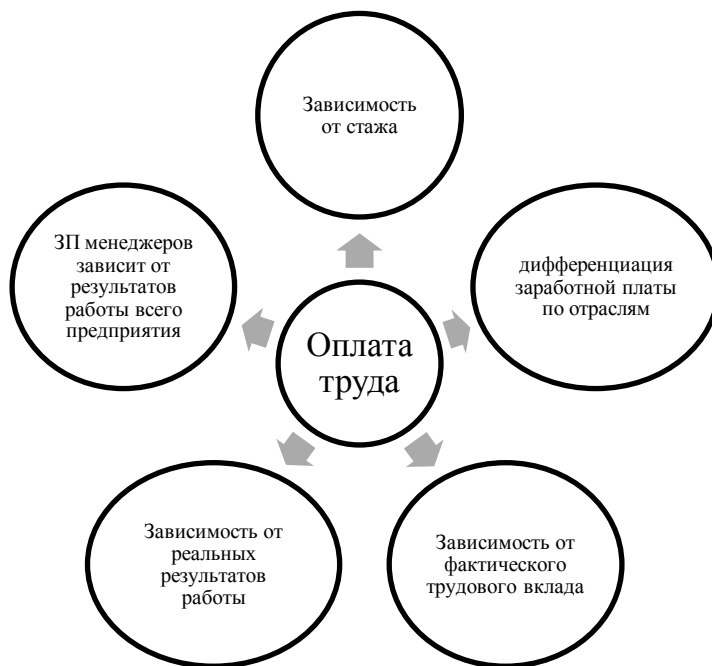 Зависимость
от стажа
ЗП менеджеров
зависит от
результатов
работы всего
предприятия
дифференциация
заработной платы
по отраслям
Оплата
труда
Зависимость от
реальных
результатов
работы
Зависимость от
фактического
трудового вклада